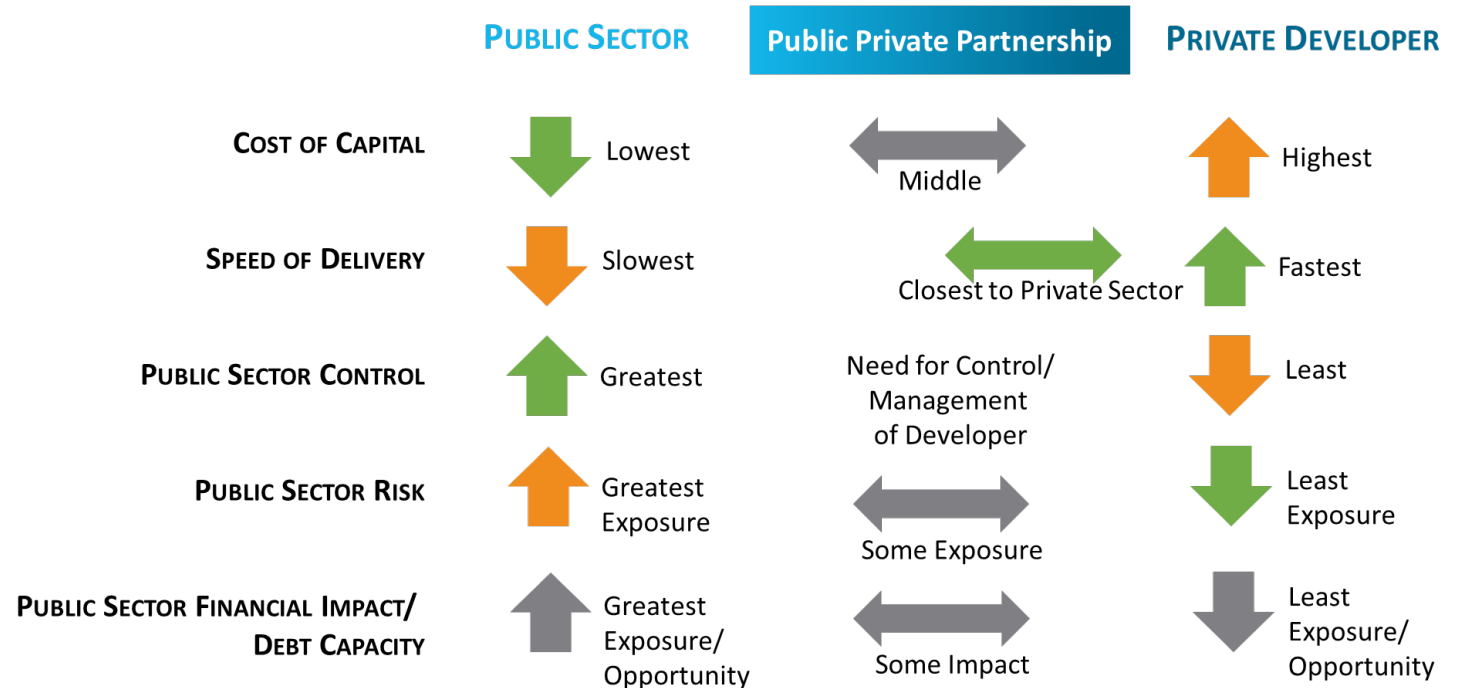 PUBLIC SECTOR
Public Private Partnership
PRIVATE DEVELOPER
COST OF CAPITAL
Lowest
Middle
Highest
SPEED OF DELIVERY
Slowest
Closest to Private Sector
Fastest
PUBLIC SECTOR CONTROL
Greatest
Need for Control/
Management
of Developer
Least
PUBLIC SECTOR RISK
Greatest
Exposure
Some Exposure
Least
Exposure
PUBLIC SECTOR FINANCIAL IMPACT/
DEBT CAPACITY
Greatest
Exposure/
Opportunity
Some Impact
Least
Exposure/
Opportunity